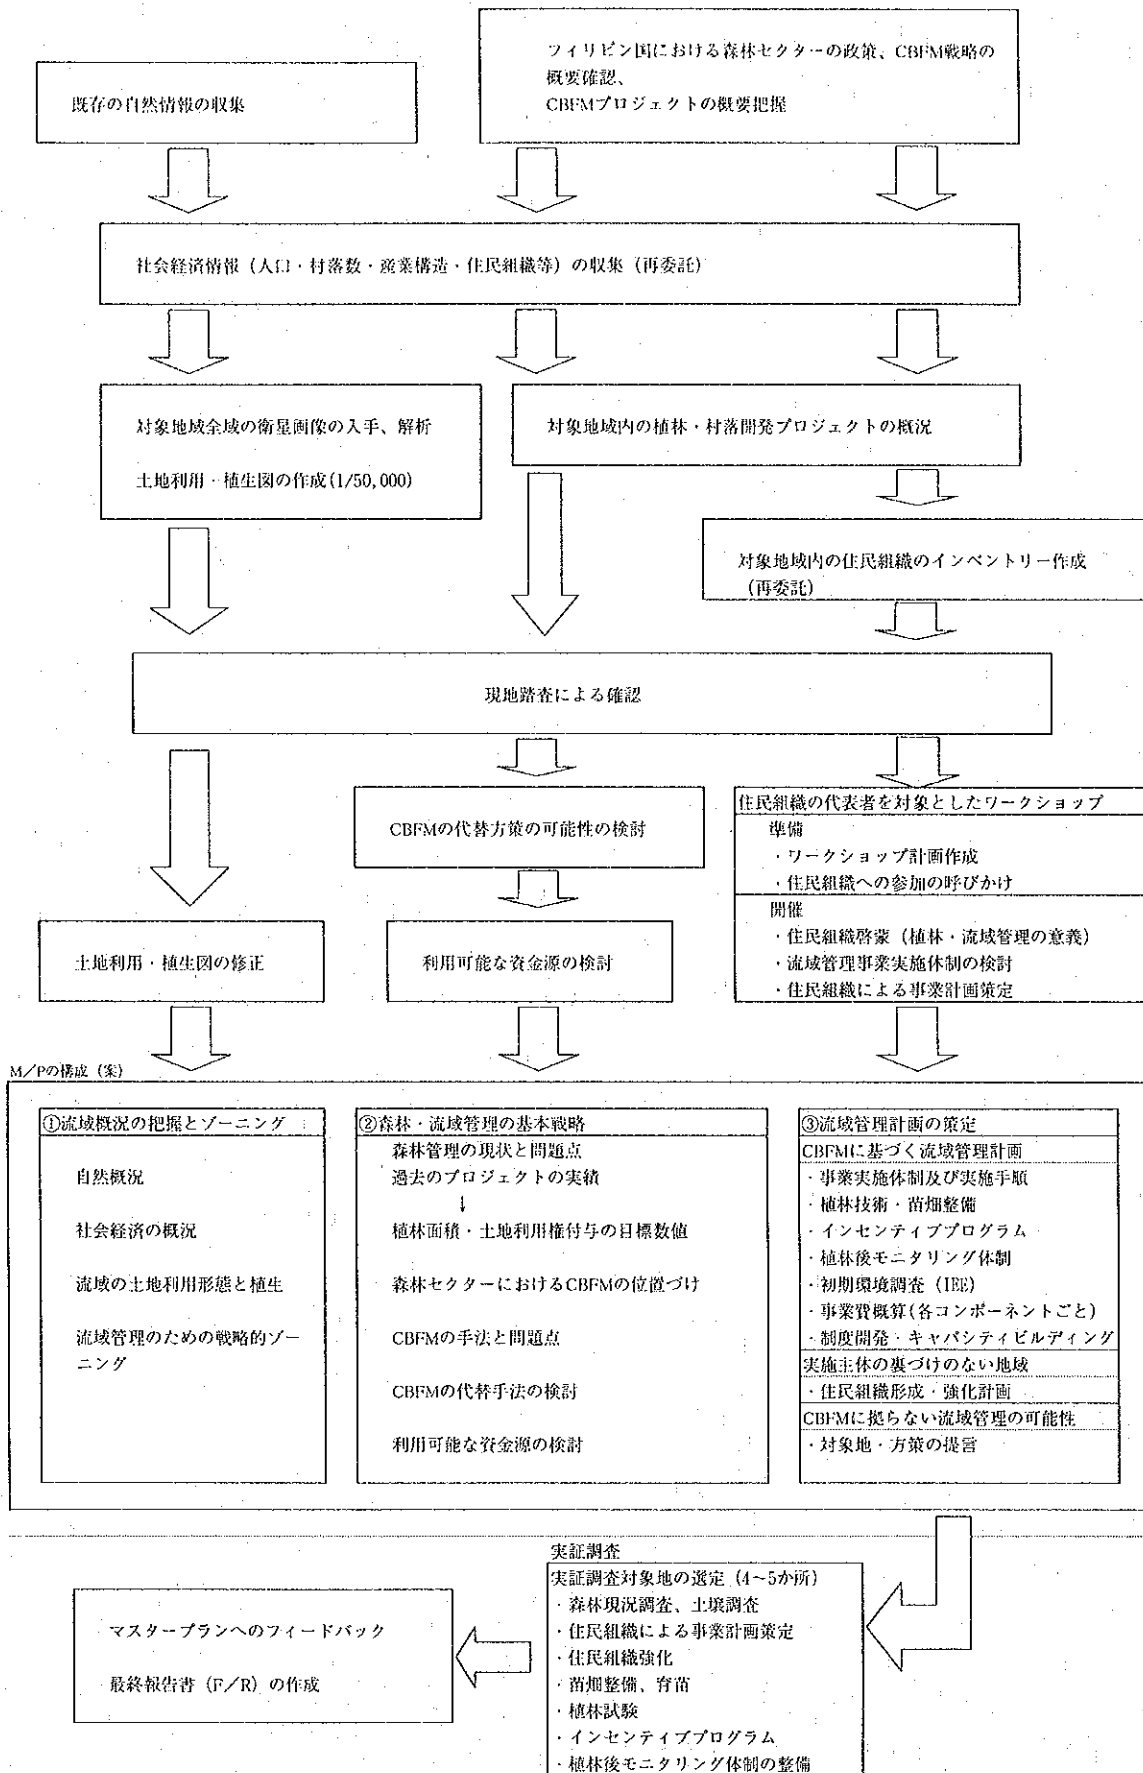 フィリピン国における森林セクターの政策、CBFM戦略の
概要確認、
CBFMプロジェクトの概要把握
既存の自然情報の収集
社会経済情報（人口・村落数・産業構造・住民組織等）の収集（再委託）
対象地域全域の衛星画像の入手、解析
土地利用・植生図の作成(1/50,000)
対象地域内の植林・村落開発プロジェクトの概況
対象地域内の住民組織のインベントリー作成
（再委託）
現地踏査による確認
CBFMの代替方策の可能性の検討
住民組織の代表者を対象としたワークショップ
準備
・ワークショップ計画作成
・住民組織への参加の呼びかけ
開催
・住民組織啓蒙（植林・流域管理の意義）
・流域管理事業実施体制の検討
・住民組織による事業計画策定
土地利用・植生図の修正
利用可能な資金源の検討
M／Pの構成（案）
①流域概況の把握とゾーニング
自然概況
社会経済の概況
流域の土地利用形態と植生
流域管理のための戦略的ゾー
ニング
②森林・流域管理の基本戦略
森林管理の現状と問題点
過去のプロジェクトの実績
↓
植林面積・土地利用権付与の目標数値
森林セクターにおけるCBFMの位置づけ
CBFMの手法と問題点
CBFMの代替手法の検討
利用可能な資金源の検討
③流域管理計画の策定
CBFMに基づく流域管理計画
・事業実施体制及び実施手順
・植林技術・苗畑整備
・インセンティブプログラム
・植林後モニタリング体制
・初期環境調査（IEE）
・事業費概算(各コンポーネントごと)
・制度開発・キャパシティビルディング
実施主体の裏づけのない地域
・住民組織形成・強化計画
CBFMに拠らない流域管理の可能性
・対象地・方策の提言
実証調査
実証調査対象地の選定（4～5か所）
・森林現況調査、土壌調査
・住民組織による事業計画策定
・住民組織強化
・苗畑整備、育苗
・植林試験
・インセンティブプログラム
・植林後モニタリング体制の整備
マスタープランへのフィードバック
最終報告書（F／R）の作成